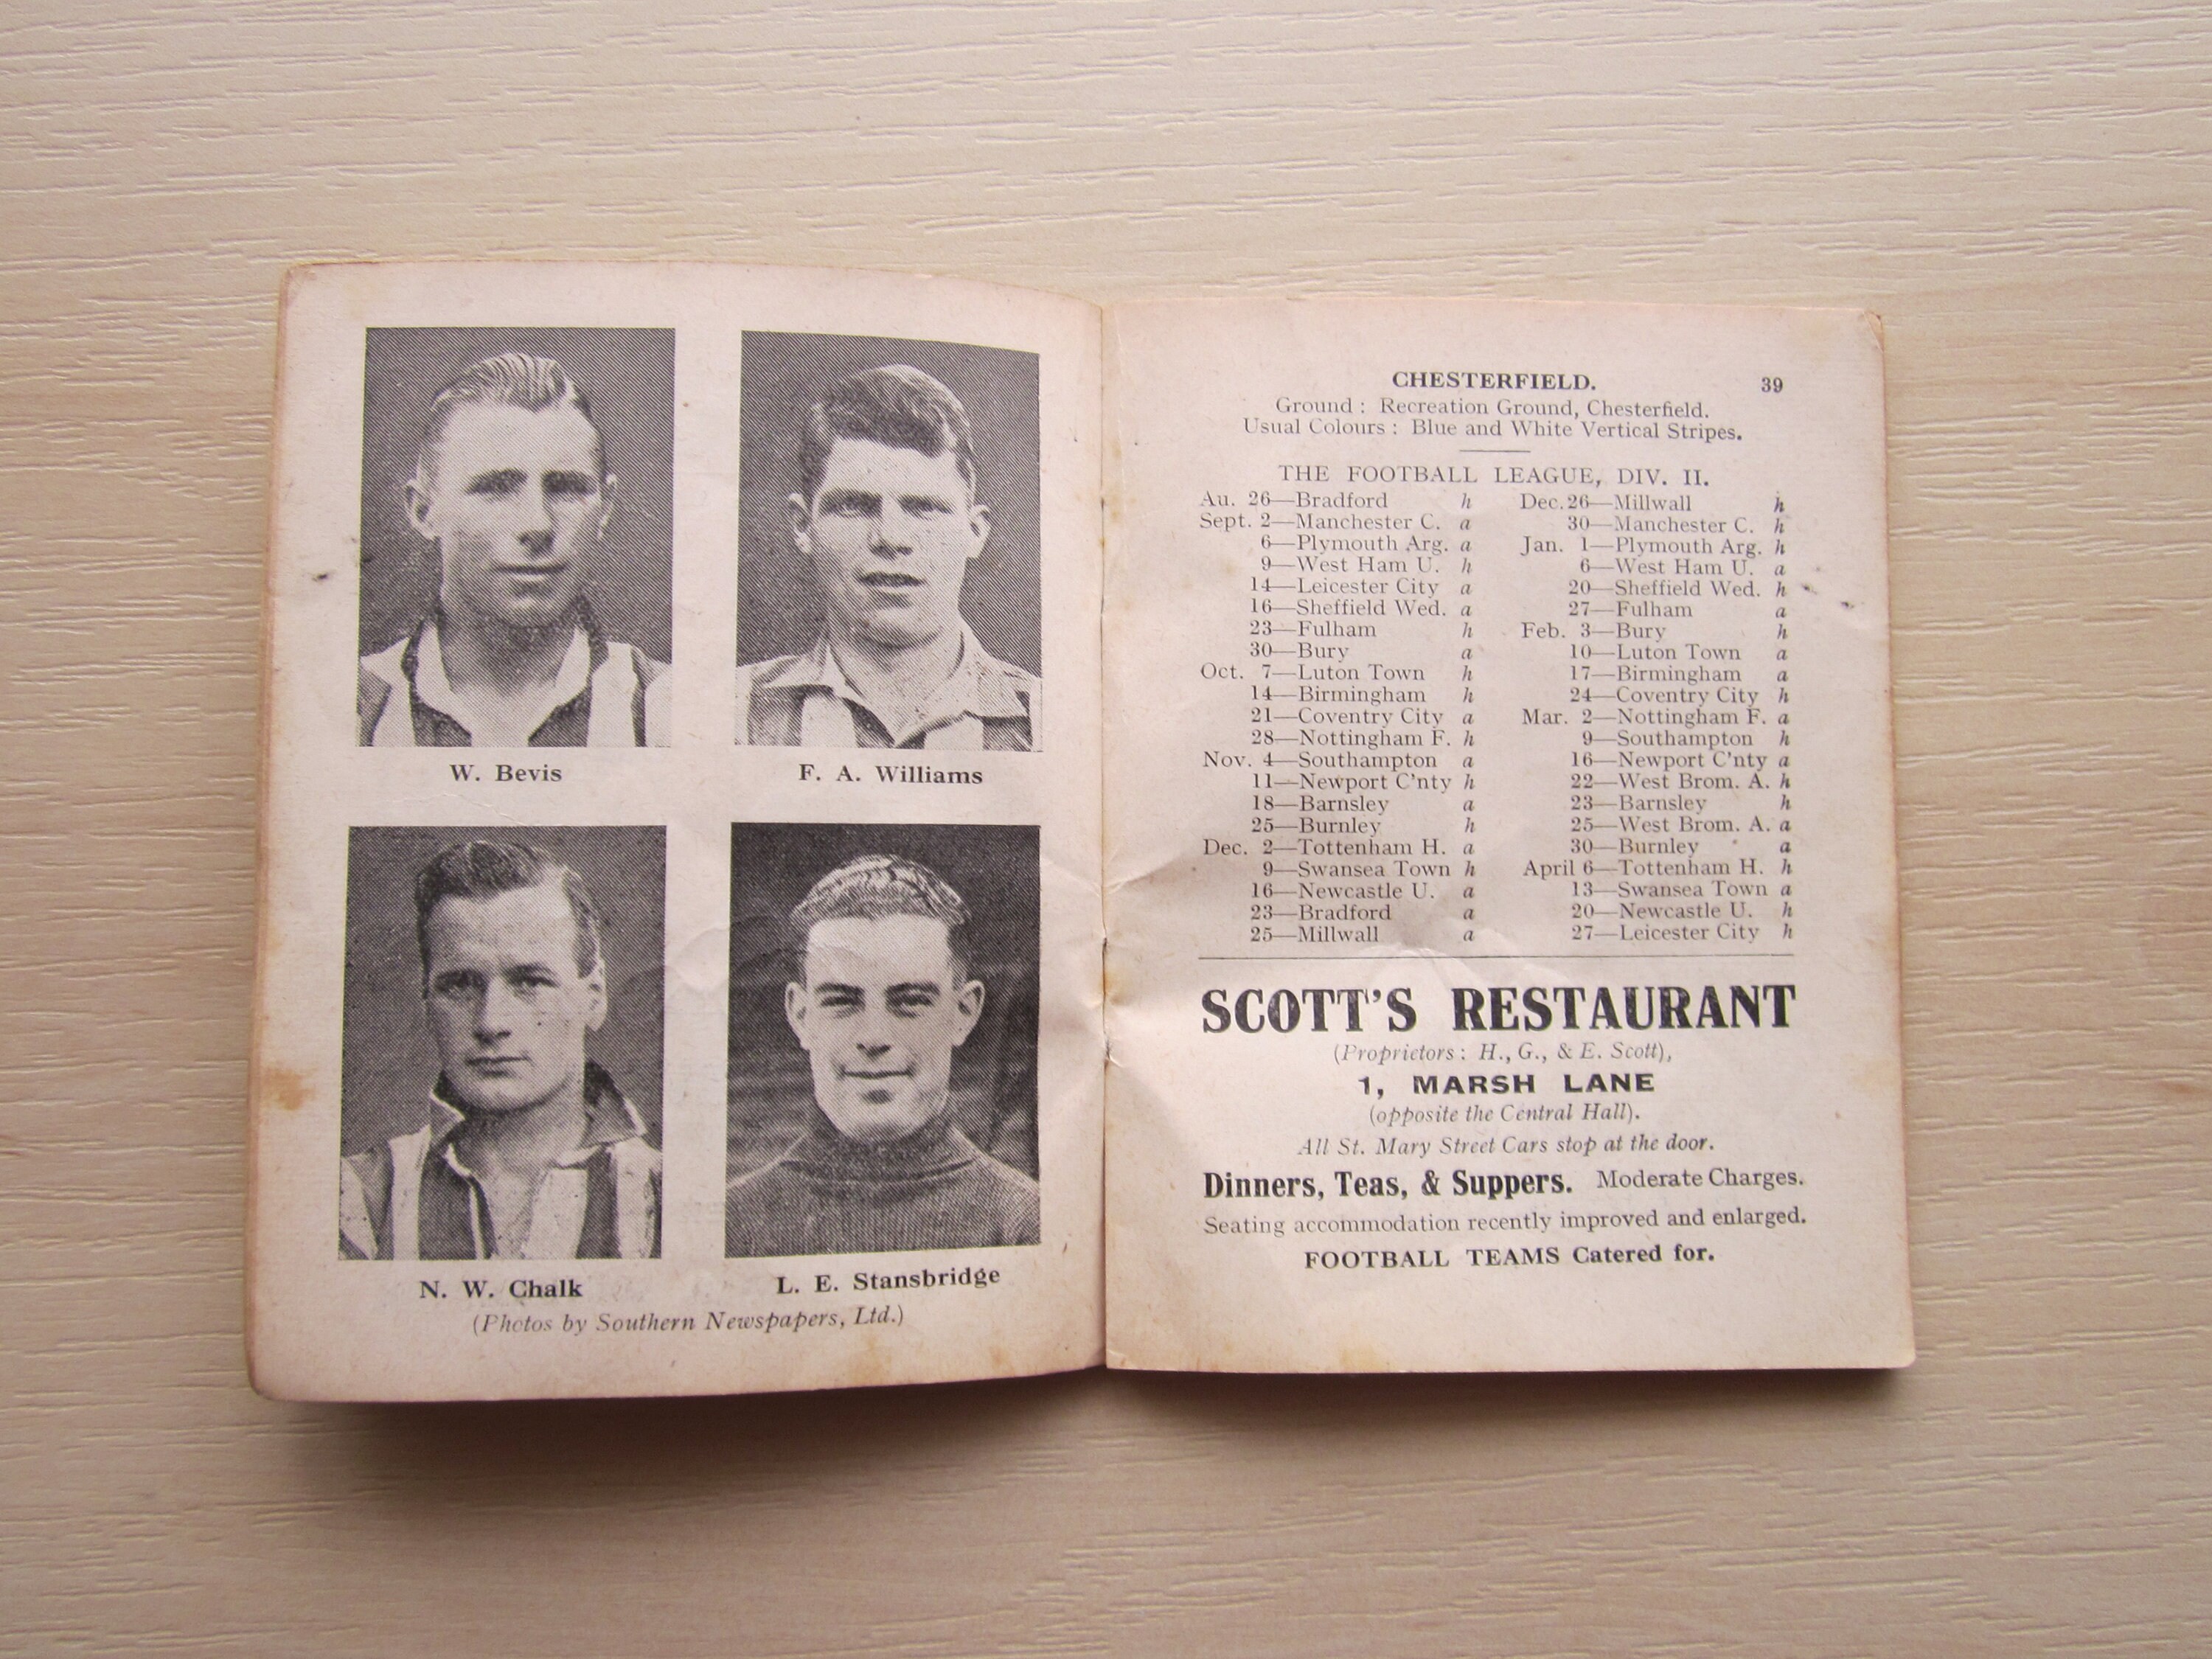 W. Bevis
F. A. Williams
N. W. Chalk
L. E. Stansbridge
(Photos by Southern Newspapers, Ltd.)
CHESTERFIELD. 39
Ground : Recreation Ground, Chesterfield.
Usual Colours : Blue and White Vertical Stripes.
THE FOOTBALL LEAGUE, DIV. II.
Au. 26—Bradford h
Sept. 2—Manchester C. a
6—Plymouth Arg. a
9—West Ham U. h
14—Leicester City a
16—Sheffield Wed. a
23—Fulham h
30—Bury a
Oct. 7—Luton Town h
14—Birmingham h
21—Coventry City a
28—Nottingham F. h
Nov. 4—Southampton a
11—Newport C'nty h
18—Barnsley a
25—Burnley h
Dec. 2—Tottenham H. a
9—Swansea Town h
16—Newcastle U. a
23—Bradford a
25—Millwall a
Dec. 26—Millwall h
30—Manchester C. h
Jan. 1—Plymouth Arg. h
6—West Ham U. a
20—Sheffield Wed. h
27—Fulham a
Feb. 3—Bury h
10—Luton Town a
17—Birmingham a
24—Coventry City h
Mar. 2—Nottingham F. a
9—Southampton h
16—Newport C'nty a
22—West Brom. A. h
23—Barnsley h
25—West Brom. A. a
30—Burnley a
April 6—Tottenham H. h
13—Swansea Town a
20—Newcastle U. h
27—Leicester City h
SCOTT'S RESTAURANT
(Proprietors : H., G., & E. Scott),
1, MARSH LANE
(opposite the Central Hall).
All St. Mary Street Cars stop at the door.
Dinners, Teas, & Suppers. Moderate Charges.
Seating accommodation recently improved and enlarged.
FOOTBALL TEAMS Catered for.